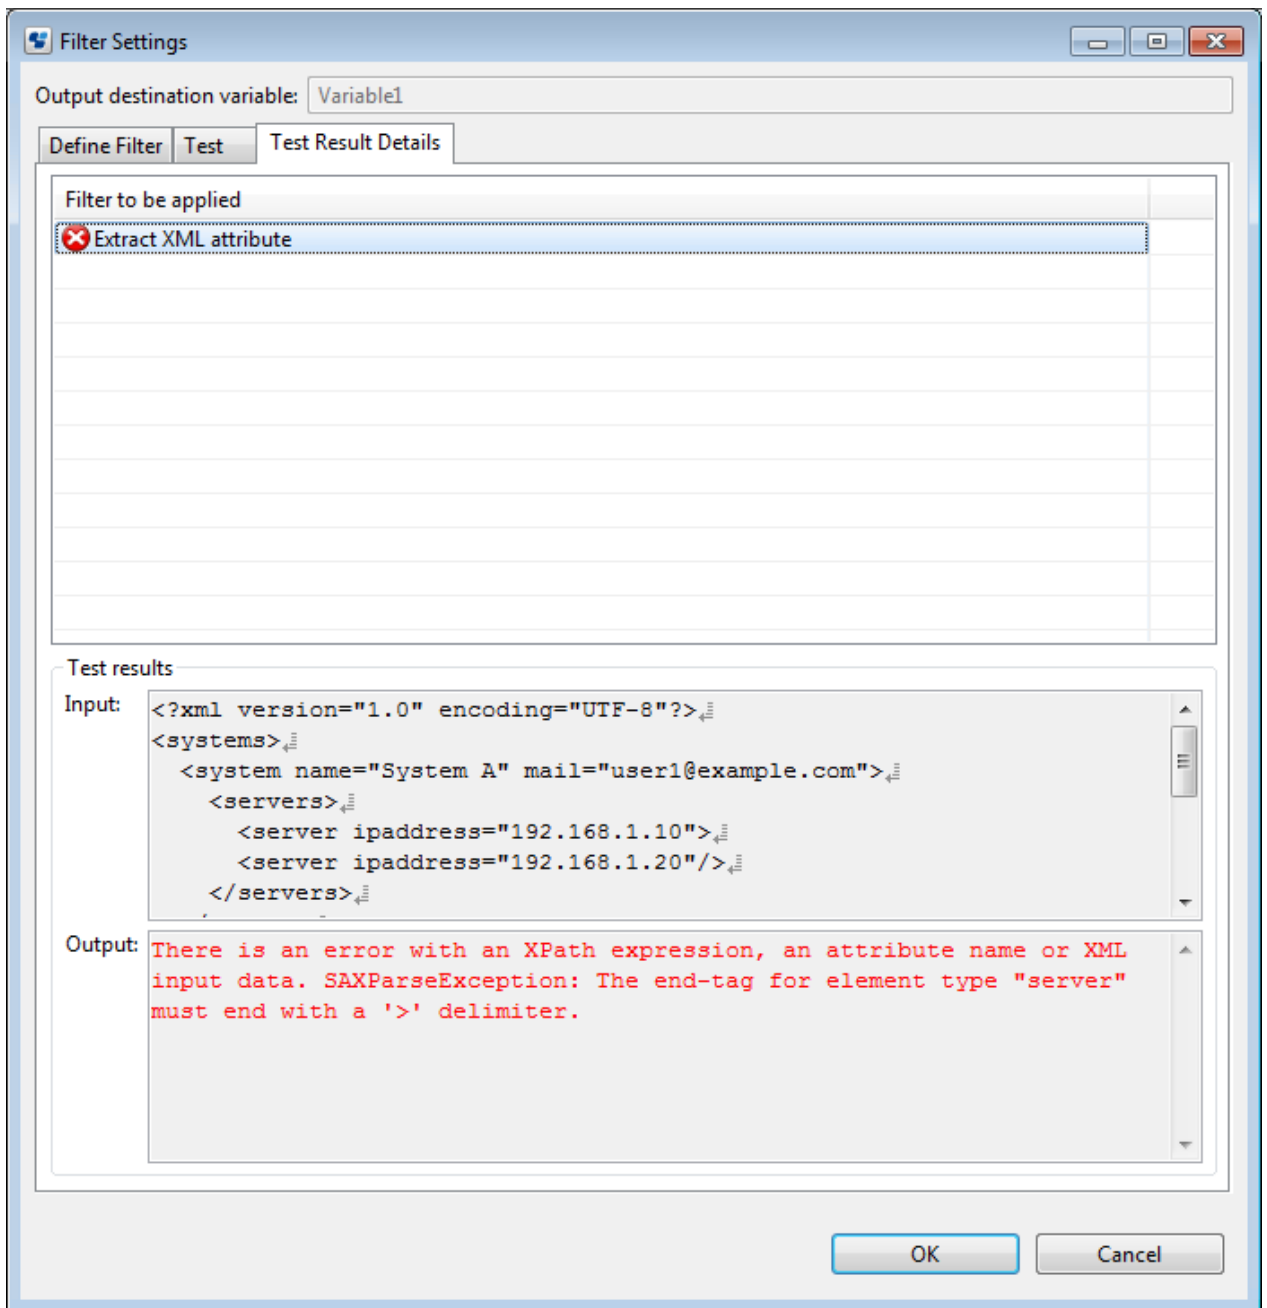 Filter Settings
Output destination variable: Variable1
Define Filter Test Test Result Details
Filter to be applied
Extract XML attribute
Test results
Input:
<?xml version="1.0" encoding="UTF-8"?>
<systems>
<system name="System A" mail="user1@example.com">
<servers>
<server ipaddress="192.168.1.10">
<server ipaddress="192.168.1.20"/>
</servers>
Output:
There is an error with an XPath expression, an attribute name or XML
input data. SAXParseException: The end-tag for element type "server"
must end with a '>' delimiter.
OK Cancel